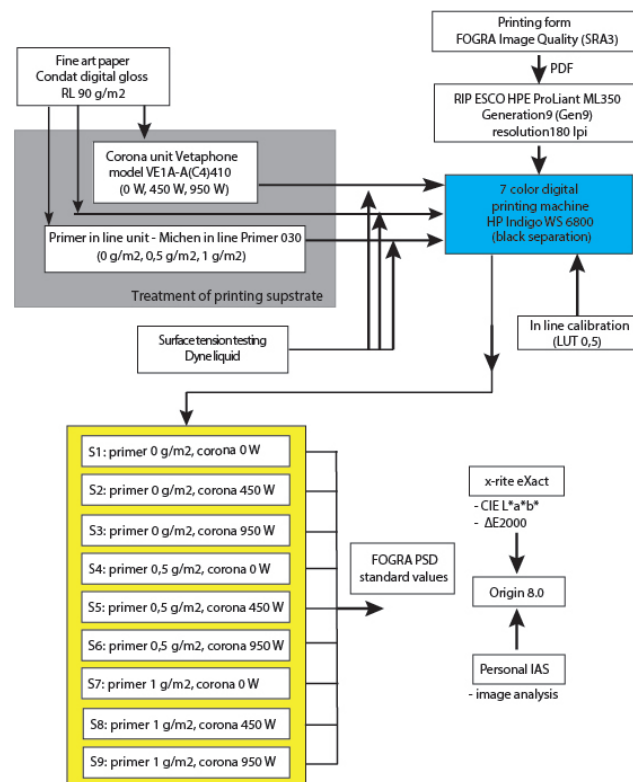 Fine art paper
Condat digital gloss
RL 90 g/m2
Printing form
FOGRA Image Quality (SRA3)
PDF
RIP ESCO HPE ProLiant ML350
Generation9 (Gen9)
resolution180 lpi
Corona unit Vetaphone
model VE1A-A(C4)410
(0 W, 450 W, 950 W)
7 color digital
printing machine
HP Indigo WS 6800
(black separation)
Primer in line unit - Michen in line Primer 030
(0 g/m2, 0,5 g/m2, 1 g/m2)
Treatment of printing substrate
Surface tension testing
Dyne liquid
In line calibration
(LUT 0,5)
S1: primer 0 g/m2, corona 0 W
S2: primer 0 g/m2, corona 450 W
S3: primer 0 g/m2, corona 950 W
S4: primer 0,5 g/m2, corona 0 W
S5: primer 0,5 g/m2, corona 450 W
S6: primer 0,5 g/m2, corona 950 W
S7: primer 1 g/m2, corona 0 W
S8: primer 1 g/m2, corona 450 W
S9: primer 1 g/m2, corona 950 W
FOGRA PSD
standard values
x-rite eXact
- CIE L*a*b*
- ΔE2000
Origin 8.0
Personal IAS
- image analysis